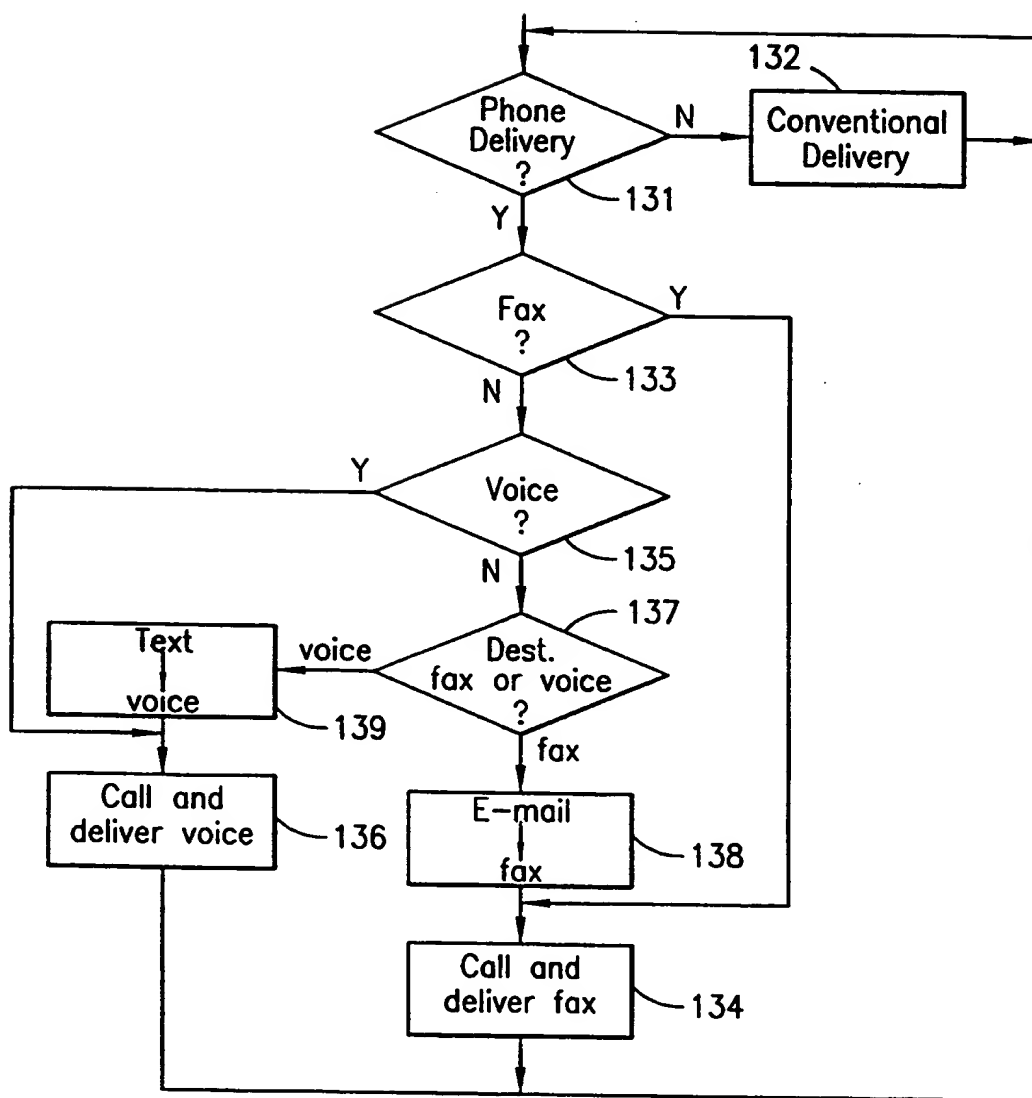 132
Phone
Delivery
?
N
Conventional
Delivery
131
Y
Fax
?
Y
133
N
Y
Voice
?
135
N
137
Text
voice
voice
Dest.
fax or voice
?
139
fax
Call and
deliver voice
136
E-mail
fax
138
Call and
deliver fax
134